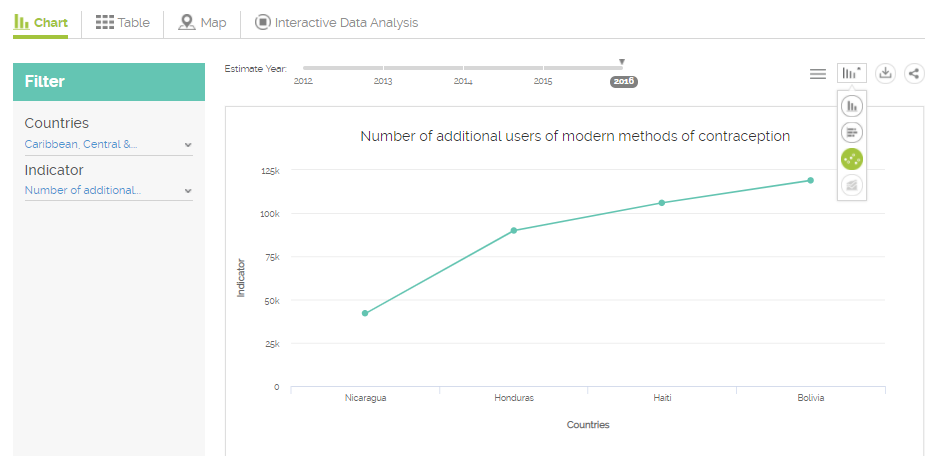 Chart Table Map Interactive Data Analysis
Filter
Countries
Caribbean, Central &...
Indicator
Number of additional...
Estimate Year:
2012 2013 2014 2015 2016
Number of additional users of modern methods of contraception
125k
100k
75k
50k
25k
0
Indicator
Nicaragua Honduras Haiti Bolivia
Countries